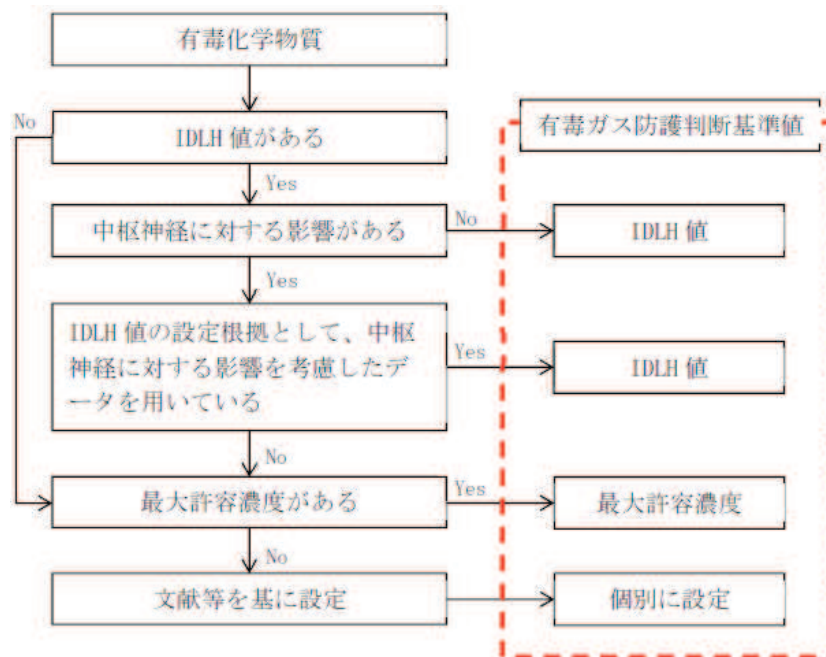 有毒化学物質
No
IDLH 値がある
有毒ガス防護判断基準値
Yes
中枢神経に対する影響がある
No
IDLH 値
Yes
IDLH 値の設定根拠として、中枢
神経に対する影響を考慮したデ
ータを用いている
Yes
IDLH 値
No
最大許容濃度がある
Yes
最大許容濃度
No
文献等を基に設定
個別に設定